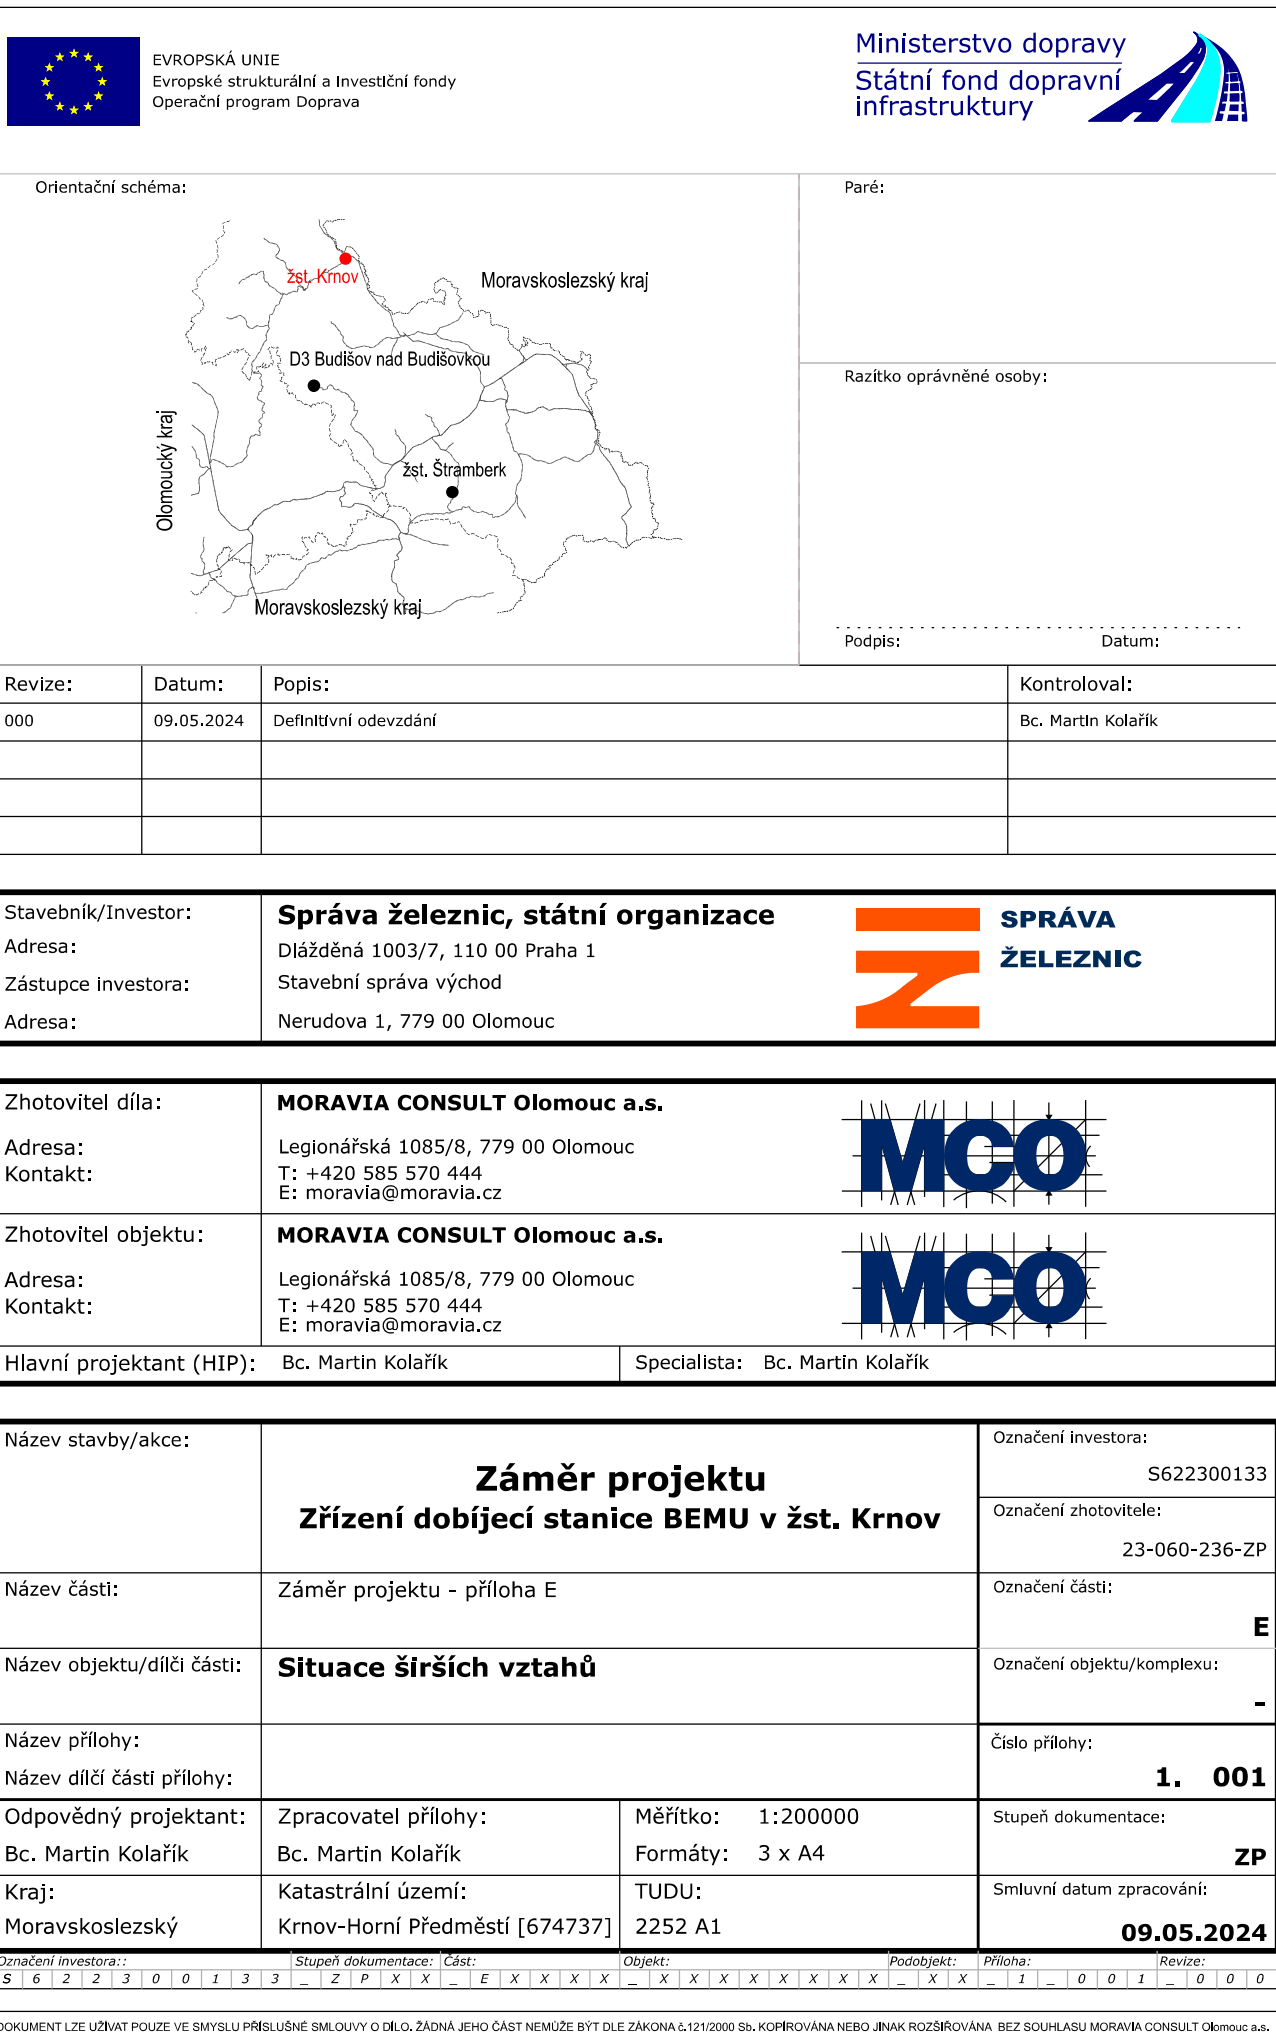 EVROPSKÁ UNIE
Evropské strukturální a Investiční fondy
Operační program Doprava
Ministerstvo dopravy
Státní fond dopravní
infrastruktury
Orientační schéma:
Paré:
žst. Krnov
Moravskoslezský kraj
D3 Budišov nad Budišovkou
Olomoucký kraj
žst. Štramberk
Moravskoslezský kraj
Razítko oprávněné osoby:
Podpis: Datum:
Revize: Datum: Popis: Kontroloval:
000 09.05.2024 Definitivní odevzdání Bc. Martin Kolařík
Stavebník/Investor: Správa železnic, státní organizace
Adresa: Dlážděná 1003/7, 110 00 Praha 1
Zástupce investora: Stavební správa východ
Adresa: Nerudova 1, 779 00 Olomouc
SPRÁVA
ŽELEZNIC
Zhotovitel díla: MORAVIA CONSULT Olomouc a.s.
Adresa: Legionářská 1085/8, 779 00 Olomouc
Kontakt: T: +420 585 570 444
E: moravia@moravia.cz
MCO
Zhotovitel objektu: MORAVIA CONSULT Olomouc a.s.
Adresa: Legionářská 1085/8, 779 00 Olomouc
Kontakt: T: +420 585 570 444
E: moravia@moravia.cz
MCO
Hlavní projektant (HIP): Bc. Martin Kolařík Specialista: Bc. Martin Kolařík
Název stavby/akce:
Záměr projektu
Zřízení dobíjecí stanice BEMU v žst. Krnov
Označení investora:
S622300133
Označení zhotovitele:
23-060-236-ZP
Název části: Záměr projektu - příloha E
Označení části:
E
Název objektu/dílči části: Situace širších vztahů
Označení objektu/komplexu:
-
Název přílohy:
Název dílčí části přílohy:
Číslo přílohy:
1. 001
Odpovědný projektant: Zpracovatel přílohy: Měřítko: 1:200000
Bc. Martin Kolařík Bc. Martin Kolařík Formáty: 3 x A4
Stupeň dokumentace:
ZP
Kraj: Katastrální území: TUDU:
Moravskoslezský Krnov-Horní Předměstí [674737] 2252 A1
Smluvní datum zpracování:
09.05.2024
Označení investora:: Stupeň dokumentace: Část: Objekt: Podobjekt: Příloha: Revize:
S 6 2 2 3 0 0 1 3 3 _ Z P X X _ E X X X X _ X X X X X X X X _ X X _ 1 _ 0 0 1 _ 0 0 0
DOKUMENT LZE UŽÍVAT POUZE VE SMYSLU PŘÍSLUŠNÉ SMLOUVY O DÍLO. ŽÁDNÁ JEHO ČÁST NEMŮŽE BÝT DLE ZÁKONA č.121/2000 Sb. KOPÍROVÁNA NEBO JINAK ROZŠIŘOVÁNA BEZ SOUHLASU MORAVIA CONSULT Olomouc a.s.